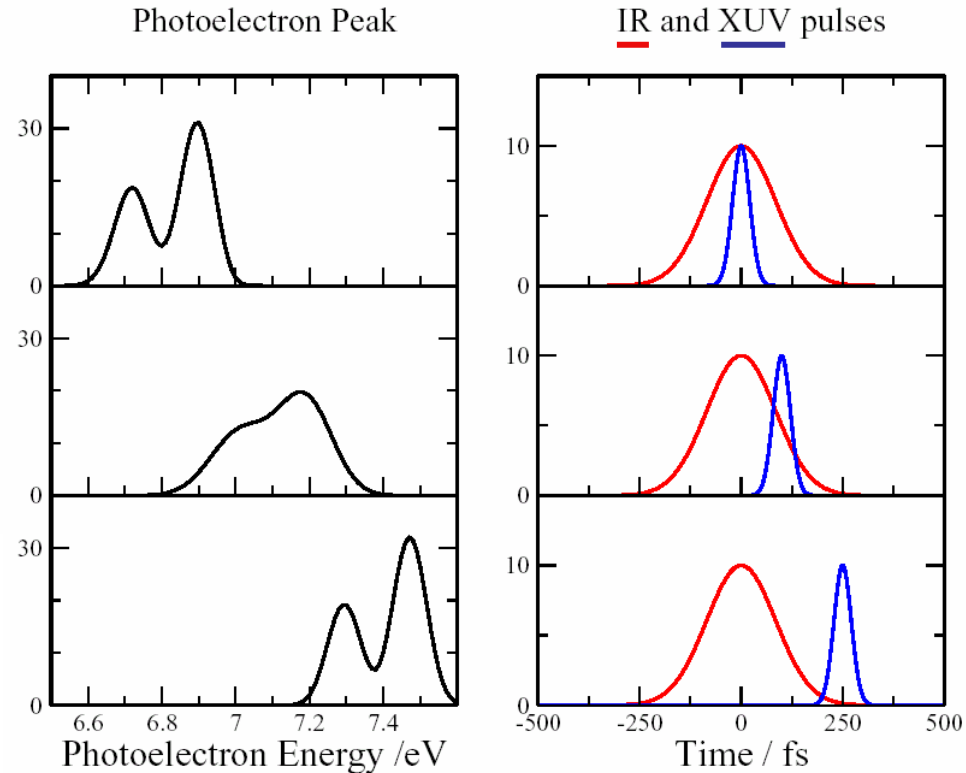 Photoelectron Peak
IR and XUV pulses
30
0
30
0
30
0
6.6 6.8 7 7.2 7.4
Photoelectron Energy /eV
10
0
10
0
10
0
-500 -250 0 250 500
Time / fs